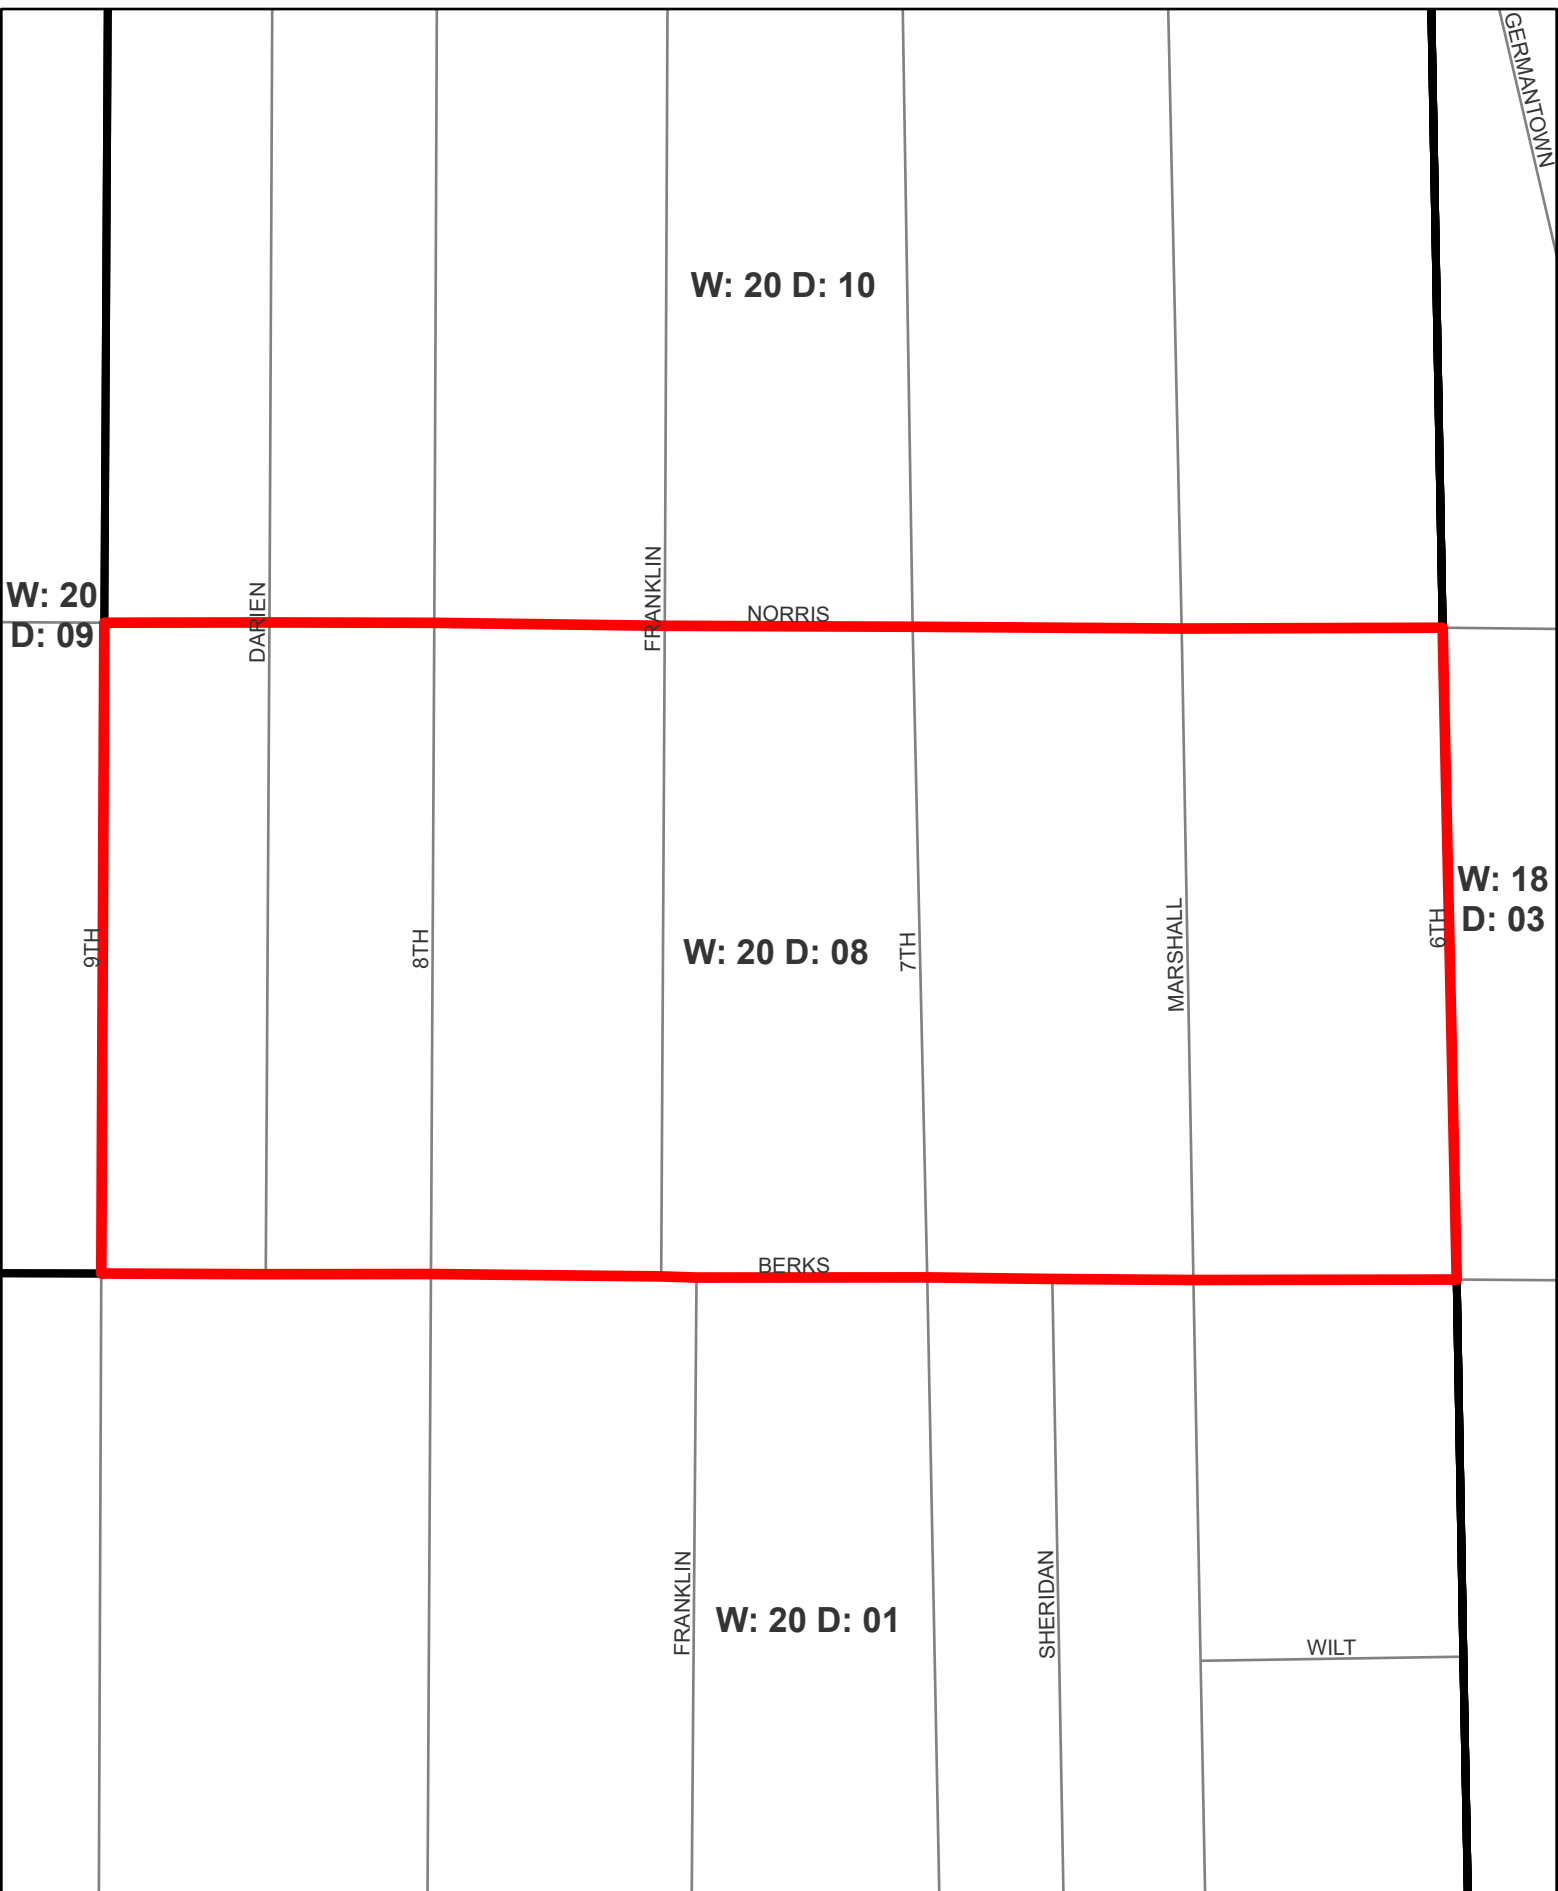 GERMANTOWN
W: 20 D: 10
W: 20
D: 09
DARIEN
FRANKLIN
NORRIS
W: 18
D: 03
9TH
8TH
W: 20 D: 08
7TH
MARSHALL
6TH
BERKS
FRANKLIN
W: 20 D: 01
SHERIDAN
WILT